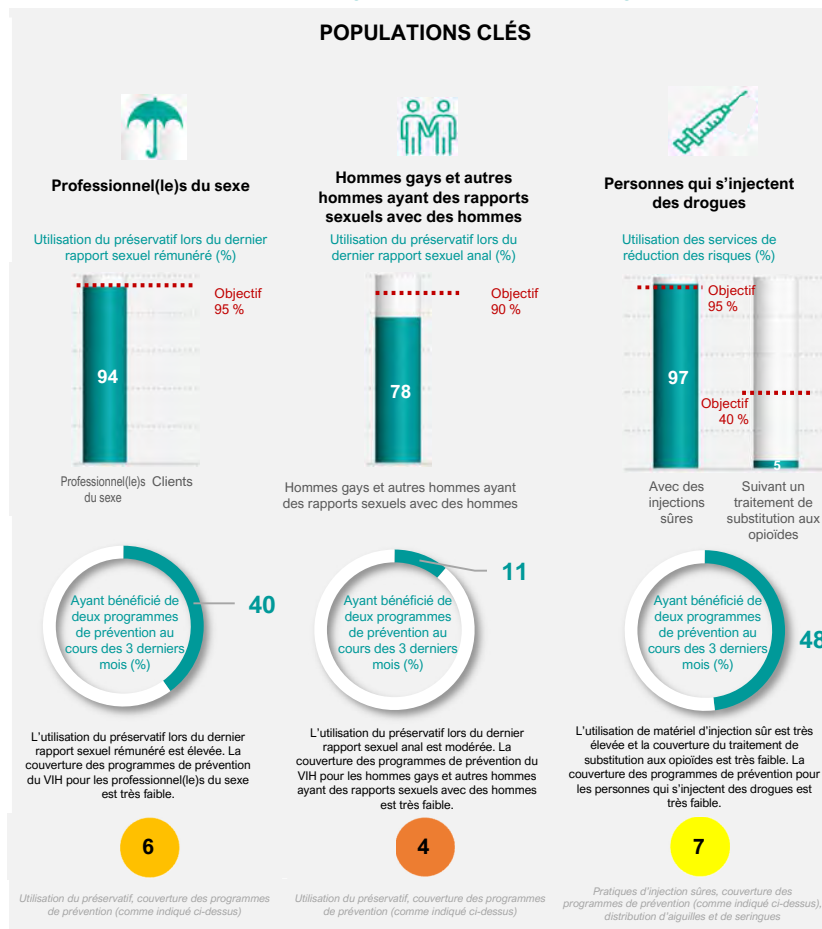 POPULATIONS CLÉS
Professionnel(le)s du sexe
Utilisation du préservatif lors du dernier
rapport sexuel rémunéré (%)
Objectif
95 %
94
Professionnel(le)s
du sexe
Clients
Ayant bénéficié de
deux programmes
de prévention au
cours des 3 derniers
mois (%)
40
L'utilisation du préservatif lors du dernier
rapport sexuel rémunéré est élevée. La
couverture des programmes de prévention
du VIH pour les professionnel(le)s du sexe
est très faible.
6
Utilisation du préservatif, couverture des programmes
de prévention (comme indiqué ci-dessus)
Hommes gays et autres
hommes ayant des rapports
sexuels avec des hommes
Utilisation du préservatif lors du
dernier rapport sexuel anal (%)
Objectif
90 %
78
Hommes gays et autres hommes ayant
des rapports sexuels avec des hommes
Ayant bénéficié de
deux programmes
de prévention au
cours des 3 derniers
mois (%)
11
L'utilisation du préservatif lors du dernier
rapport sexuel anal est modérée. La
couverture des programmes de prévention du
VIH pour les hommes gays et autres hommes
ayant des rapports sexuels avec des hommes
est très faible.
4
Utilisation du préservatif, couverture des programmes
de prévention (comme indiqué ci-dessus)
Personnes qui s'injectent
des drogues
Utilisation des services de
réduction des risques (%)
Objectif
95 %
97
Objectif
40 %
5
Avec des
injections
sûres
Suivant un
traitement de
substitution aux
opioïdes
Ayant bénéficié de
deux programmes
de prévention au
cours des 3 derniers
mois (%)
48
L'utilisation de matériel d'injection sûr est très
élevée et la couverture du traitement de
substitution aux opioïdes est très faible. La
couverture des programmes de prévention pour
les personnes qui s'injectent des drogues est
très faible.
7
Pratiques d'injection sûres, couverture des
programmes de prévention (comme indiqué ci-dessus),
distribution d'aiguilles et de seringues